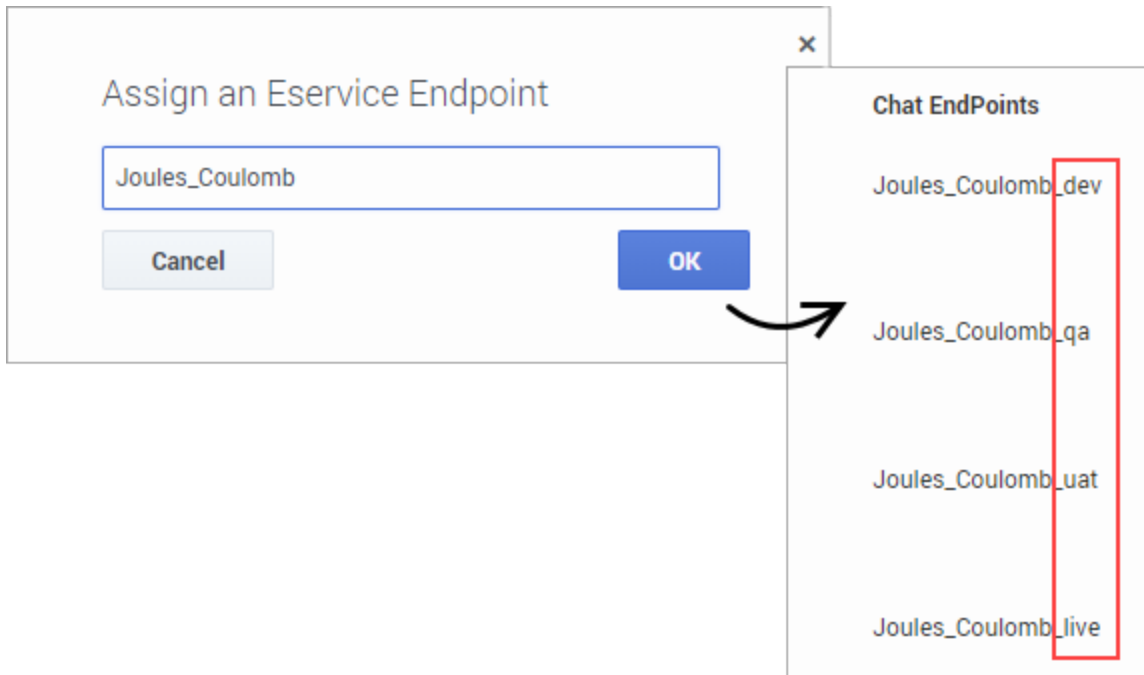 Assign an Eservice Endpoint
Joules_Coulomb
Cancel
OK
Chat EndPoints
Joules_Coulomb_dev
Joules_Coulomb_qa
Joules_Coulomb_uat
Joules_Coulomb_live